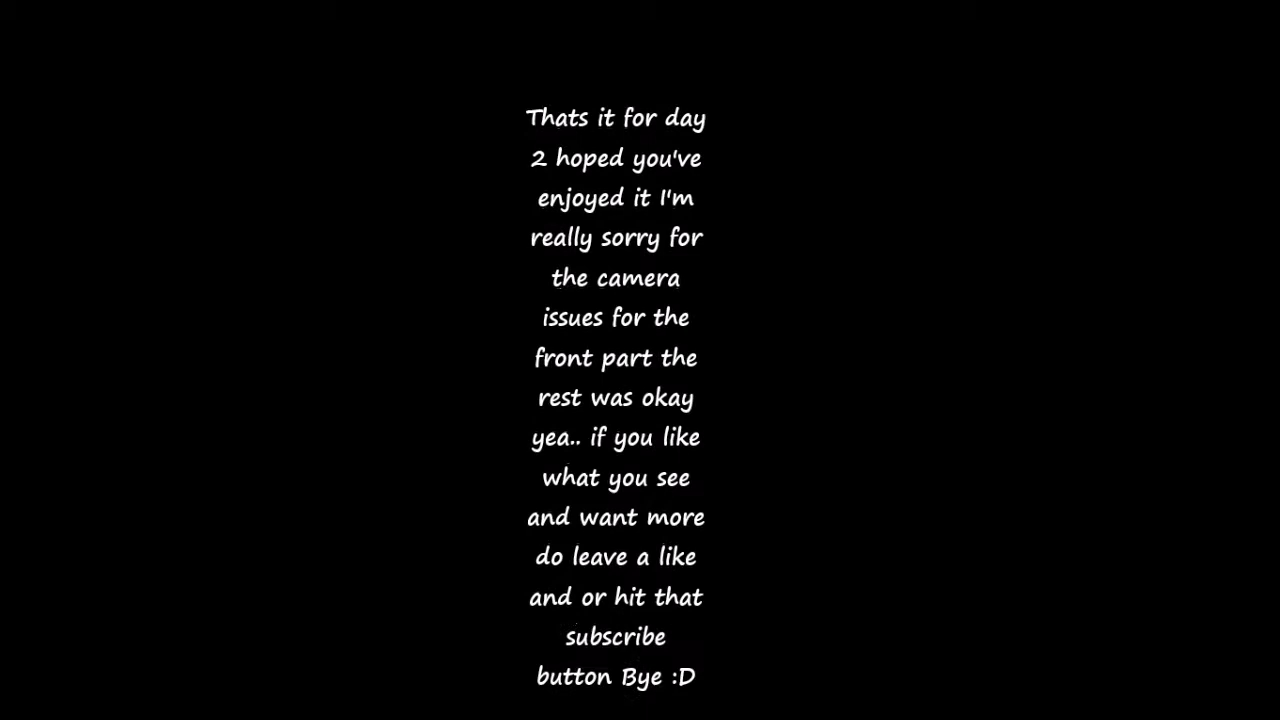 Thats it for day
2 hoped you've
enjoyed it I'm
really sorry for
the camera
issues for the
front part the
rest was okay
yea.. if you like
what you see
and want more
do leave a like
and or hit that
subscribe
button Bye :D